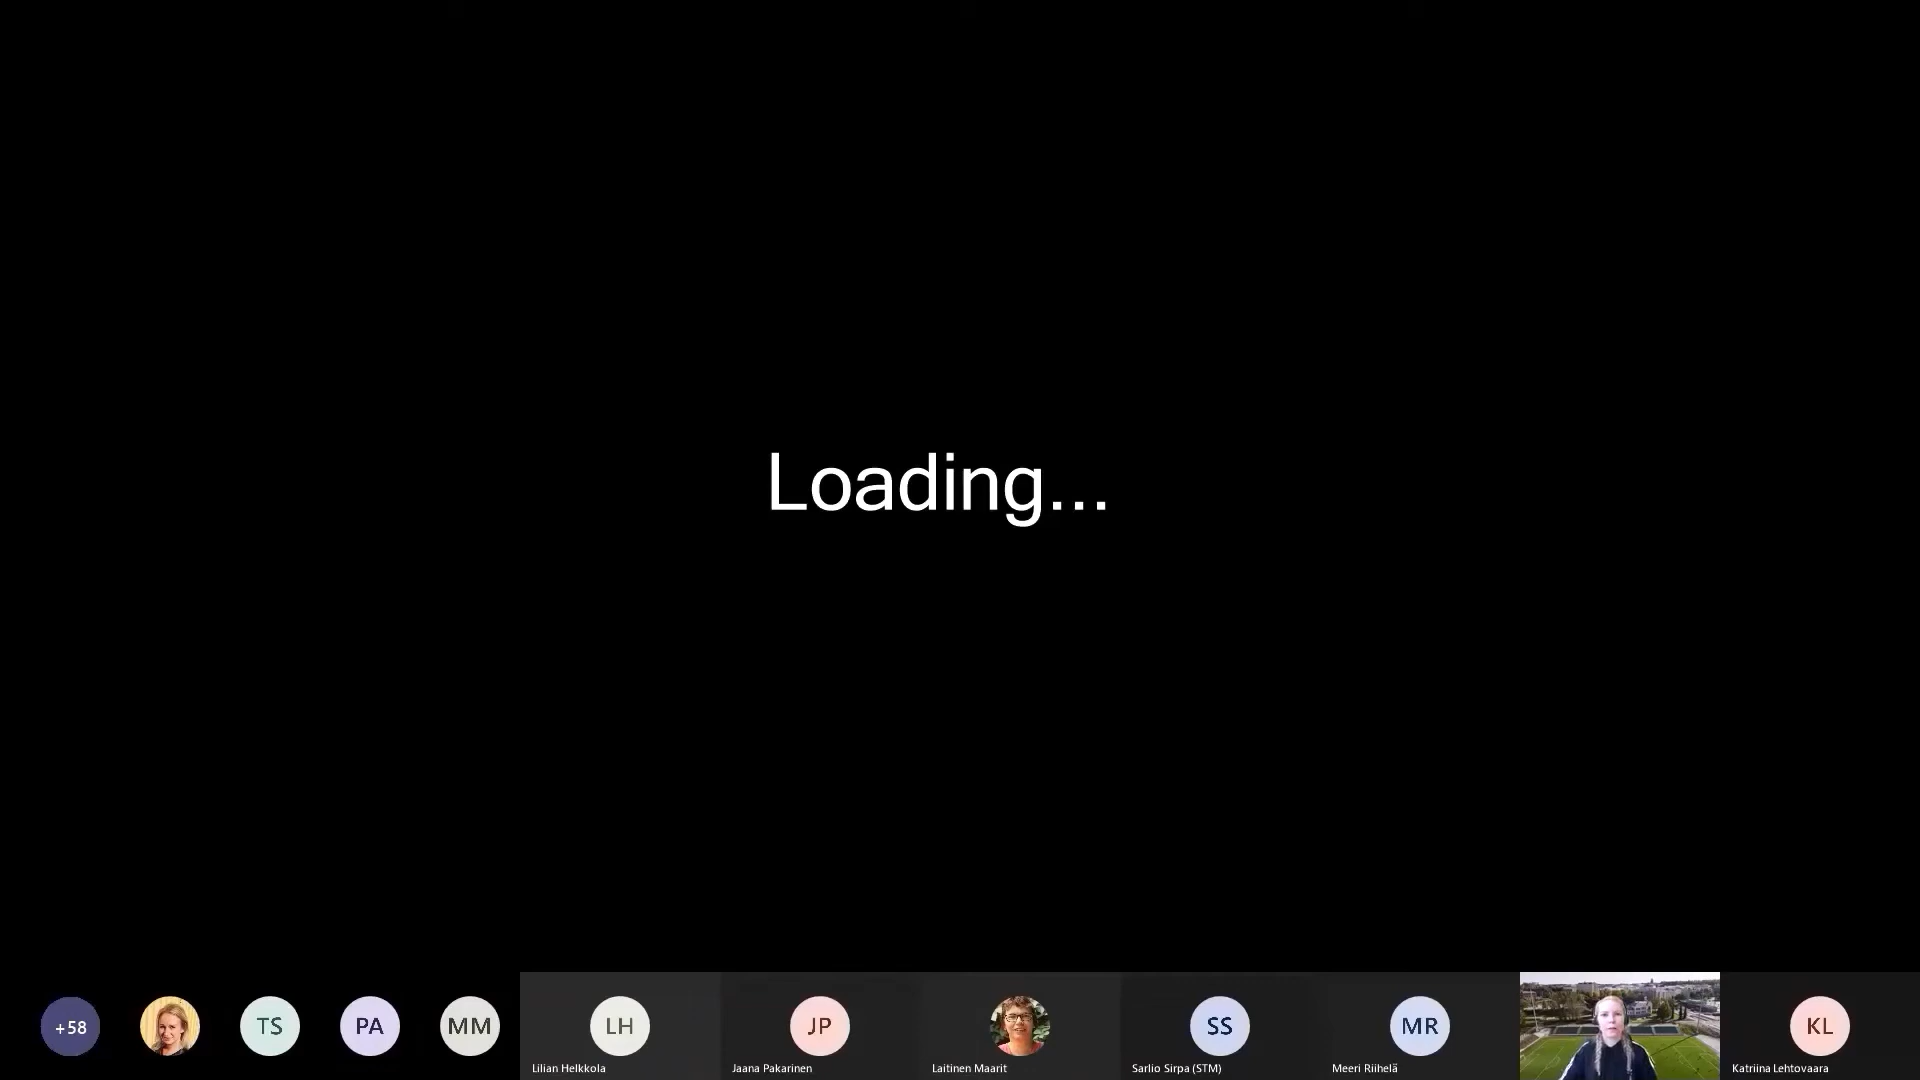 Loading...
+58
TS
PA
MM
LH
JP
SS
MR
KL
Lilian Helkkola
Jaana Pakarinen
Laitinen Maarit
Sarlio Sirpa (STM)
Meeri Riihelä
Katriina Lehtovaara